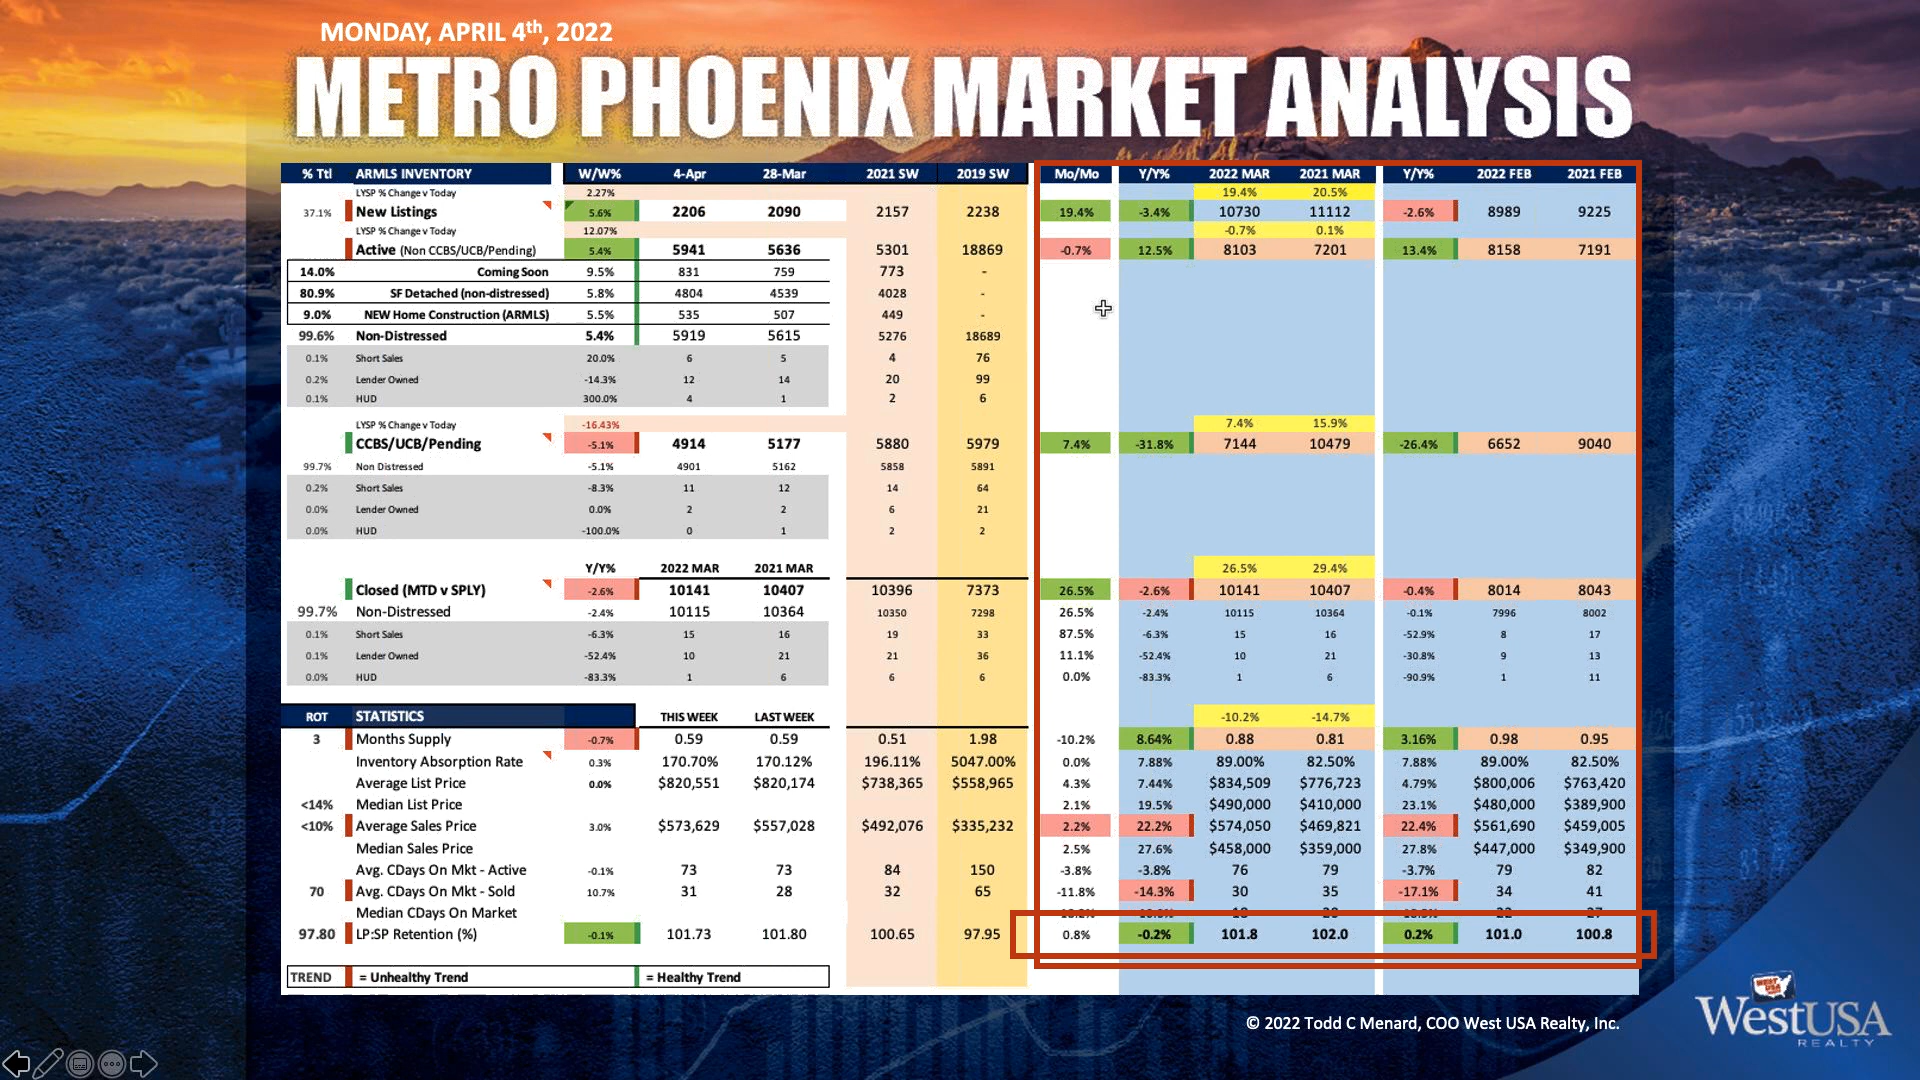 MONDAY, APRIL 4th, 2022
METRO PHOENIX MARKET ANALYSIS
% Ttl ARMLS INVENTORY W/W% 4-Apr 28-Mar 2021 SW 2019 SW Mo/Mo Y/Y% 2022 MAR 2021 MAR Y/Y% 2022 FEB 2021 FEB
LYSP % Change v Today 2.27% 19.4% 20.5%
37.1% New Listings 5.6% 2206 2090 2157 2238 19.4% -3.4% 10730 11112 -2.6% 8989 9225
LYSP % Change v Today 12.07% -0.7% 0.1%
Active (Non CCBS/UCB/Pending) 5.4% 5941 5636 5301 18869 -0.7% 12.5% 8103 7201 13.4% 8158 7191
14.0% Coming Soon 9.5% 831 759 773 -
80.9% SF Detached (non-distressed) 5.8% 4804 4539 4028 -
9.0% NEW Home Construction (ARMLS) 5.5% 535 507 449 -
99.6% Non-Distressed 5.4% 5919 5615 5276 18689
0.1% Short Sales 20.0% 6 5 4 76
0.2% Lender Owned -14.3% 12 14 20 99
0.1% HUD 300.0% 4 1 2 6
LYSP % Change v Today -16.43% 7.4% 15.9%
CCBS/UCB/Pending -5.1% 4914 5177 5880 5979 7.4% -31.8% 7144 10479 -26.4% 6652 9040
99.7% Non Distressed -5.1% 4901 5162 5858 5891
0.2% Short Sales -8.3% 11 12 14 64
0.0% Lender Owned 0.0% 2 2 6 21
0.0% HUD -100.0% 0 1 2 2
Y/Y% 2022 MAR 2021 MAR 26.5% 29.4%
Closed (MTD v SPLY) -2.6% 10141 10407 10396 7373 26.5% -2.6% 10141 10407 -0.4% 8014 8043
99.7% Non-Distressed -2.4% 10115 10364 10350 7298 26.5% -2.4% 10115 10364 -0.1% 7996 8002
0.1% Short Sales -6.3% 15 16 19 33 87.5% -6.3% 15 16 -52.9% 8 17
0.1% Lender Owned -52.4% 10 21 21 36 11.1% -52.4% 10 21 -30.8% 9 13
0.0% HUD -83.3% 1 6 6 6 0.0% -83.3% 1 6 -90.9% 1 11
ROT STATISTICS THIS WEEK LAST WEEK -10.2% -14.7%
3 Months Supply -0.7% 0.59 0.59 0.51 1.98 -10.2% 8.64% 0.88 0.81 3.16% 0.98 0.95
Inventory Absorption Rate 0.3% 170.70% 170.12% 196.11% 5047.00% 0.0% 7.88% 89.00% 82.50% 7.88% 89.00% 82.50%
Average List Price 0.0% $820,551 $820,174 $738,365 $558,965 4.3% 7.44% $834,509 $776,723 4.79% $800,006 $763,420
<14% Median List Price 2.1% 19.5% $490,000 $410,000 23.1% $480,000 $389,900
<10% Average Sales Price 3.0% $573,629 $557,028 $492,076 $335,232 2.2% 22.2% $574,050 $469,821 22.4% $561,690 $459,005
Median Sales Price 2.5% 27.6% $458,000 $359,000 27.8% $447,000 $349,900
Avg. CDays On Mkt - Active -0.1% 73 73 84 150 -3.8% -3.8% 76 79 -3.7% 79 82
70 Avg. CDays On Mkt - Sold 10.7% 31 28 32 65 -11.8% -14.3% 30 35 -17.1% 34 41
Median CDays On Market
97.80 LP:SP Retention (%) -0.1% 101.73 101.80 100.65 97.95 0.8% -0.2% 101.8 102.0 0.2% 101.0 100.8
TREND = Unhealthy Trend = Healthy Trend
© 2022 Todd C Menard, COO West USA Realty, Inc.
WEST USA
WestUSA
REALTY